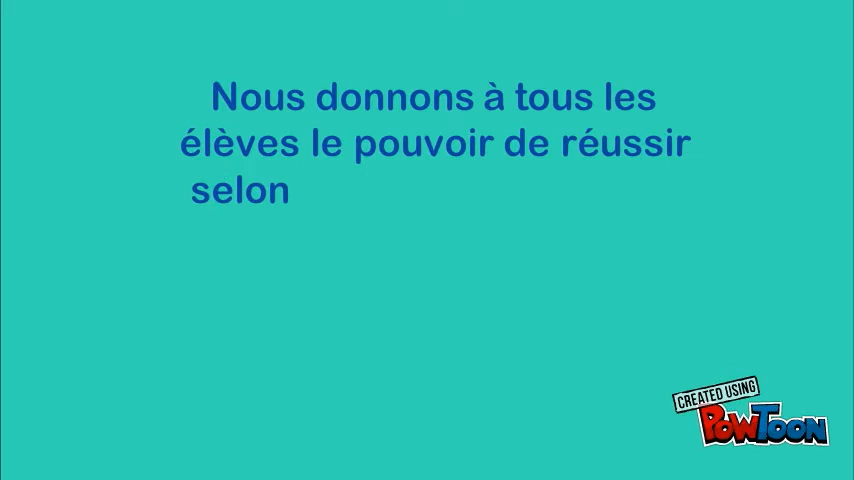 Nous donnons à tous les
élèves le pouvoir de réussir
selon
CREATED USING
POWTOON